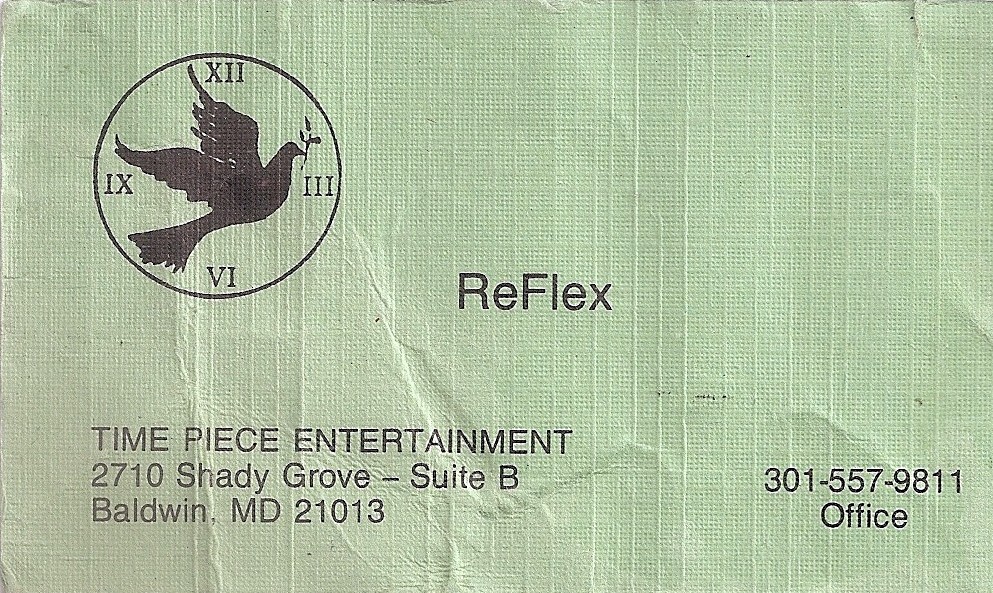 XII
IX
III
VI
ReFlex
TIME PIECE ENTERTAINMENT
2710 Shady Grove – Suite B
Baldwin, MD 21013
301-557-9811
Office